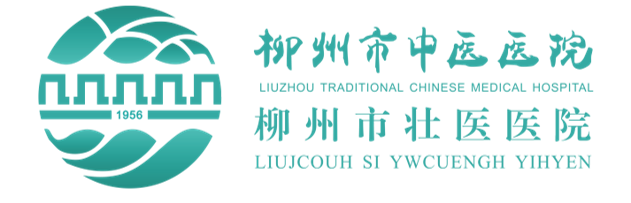 1956
柳州市中医医院
LIUZHOU TRADITIONAL CHINESE MEDICAL HOSPITAL
柳州市壮医医院
LIUJCOUH SI YWCUENGH YIHYEN